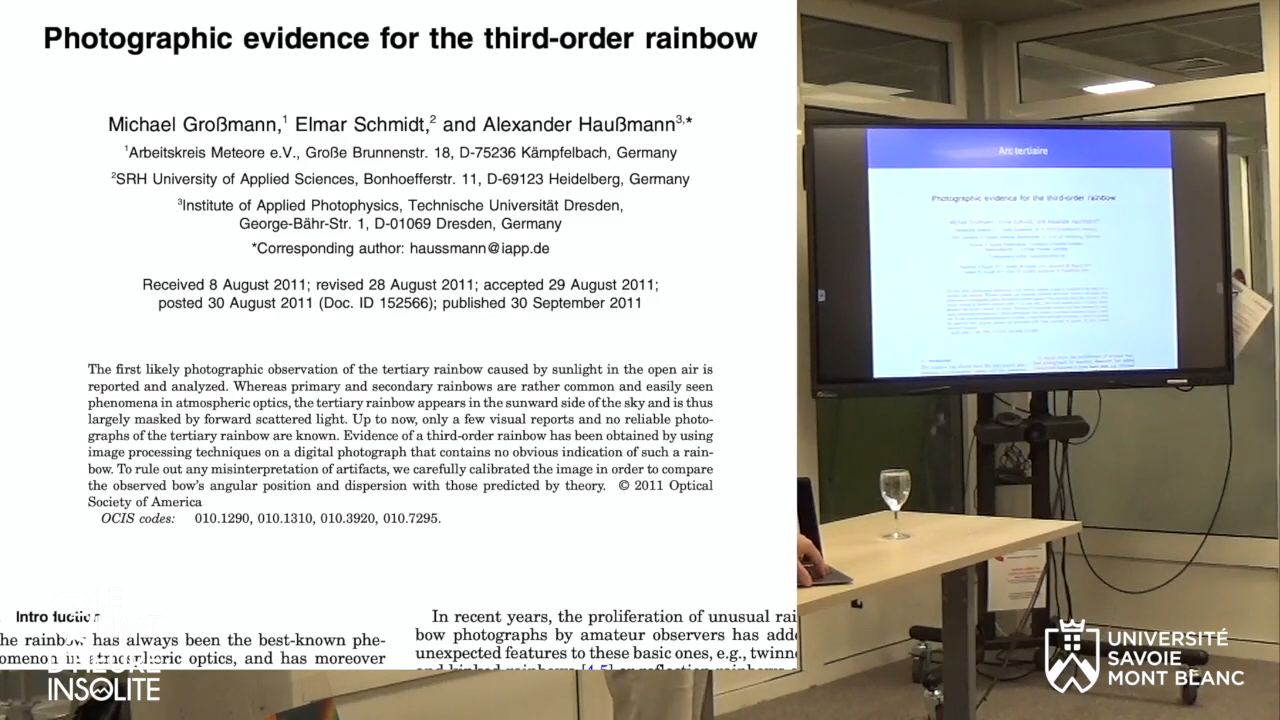 Photographic evidence for the third-order rainbow
Michael Großmann,1 Elmar Schmidt,2 and Alexander Haußmann3,*
1Arbeitskreis Meteore e.V., Große Brunnenstr. 18, D-75236 Kämpfelbach, Germany
2SRH University of Applied Sciences, Bonhoefferstr. 11, D-69123 Heidelberg, Germany
3Institute of Applied Photophysics, Technische Universität Dresden,
George-Bähr-Str. 1, D-01069 Dresden, Germany
*Corresponding author: haussmann@iapp.de
Received 8 August 2011; revised 28 August 2011; accepted 29 August 2011;
posted 30 August 2011 (Doc. ID 152566); published 30 September 2011
The first likely photographic observation of the tertiary rainbow caused by sunlight in the open air is
reported and analyzed. Whereas primary and secondary rainbows are rather common and easily seen
phenomena in atmospheric optics, the tertiary rainbow appears in the sunward side of the sky and is thus
largely masked by forward scattered light. Up to now, only a few visual reports and no reliable photo-
graphs of the tertiary rainbow are known. Evidence of a third-order rainbow has been obtained by using
image processing techniques on a digital photograph that contains no obvious indication of such a rain-
bow. To rule out any misinterpretation of artifacts, we carefully calibrated the image in order to compare
the observed bow's angular position and dispersion with those predicted by theory. © 2011 Optical
Society of America
OCIS codes: 010.1290, 010.1310, 010.3920, 010.7295.
Introduction
he rainbow has always been the best-known phe-
omenon in atmospheric optics, and has moreover
In recent years, the proliferation of unusual rai
bow photographs by amateur observers has adde
unexpected features to these basic ones, e.g., twinne
Arc tertiaire
Photographic evidence for the third-order rainbow
INSOLITE
UNIVERSITÉ
SAVOIE
MONT BLANC